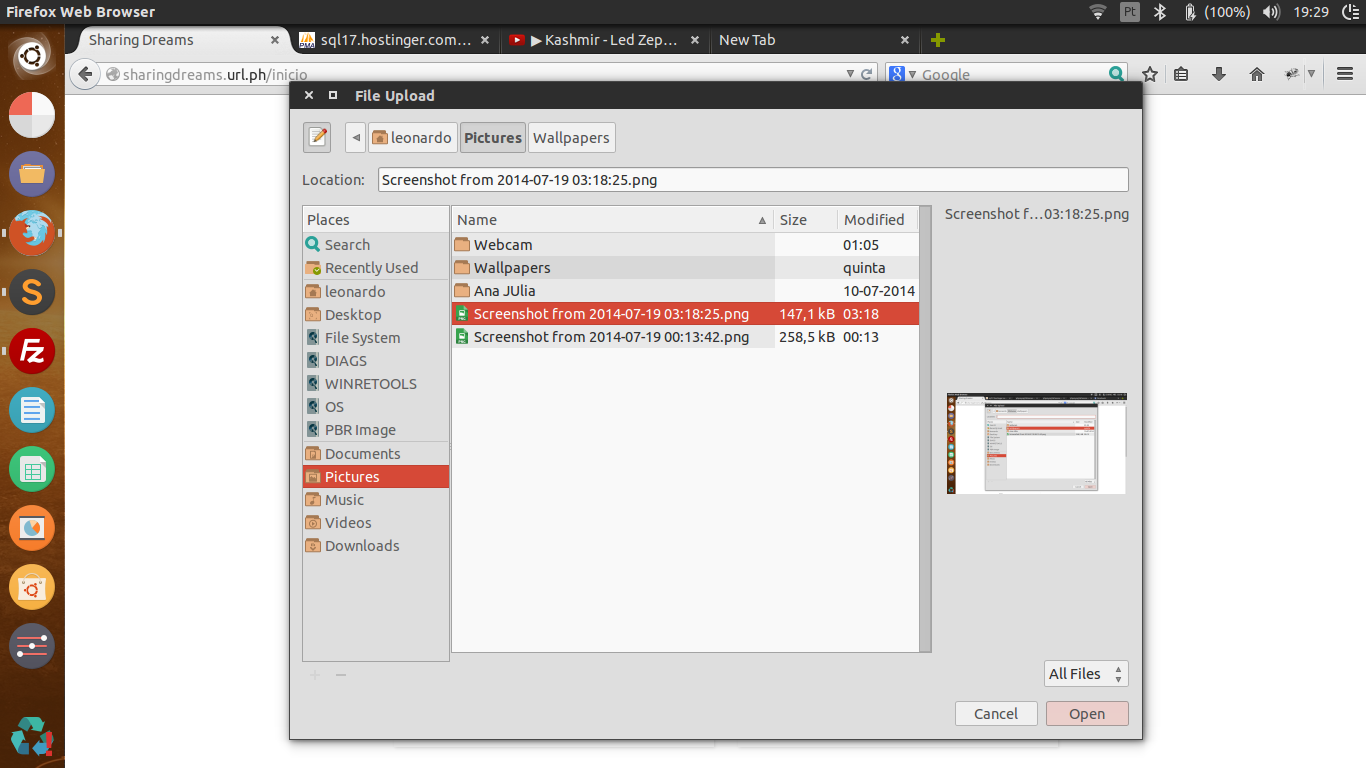 Firefox Web Browser
Pt
(100%)
19:29
Sharing Dreams
sql17.hostinger.com...
▶ Kashmir - Led Zep...
New Tab
sharingdreams.url.ph/inicio
Google
File Upload
leonardo
Pictures
Wallpapers
Location:
Screenshot from 2014-07-19 03:18:25.png
Places
Search
Recently Used
leonardo
Desktop
File System
DIAGS
WINRETOOLS
OS
PBR Image
Documents
Pictures
Music
Videos
Downloads
Name Size Modified
Webcam 01:05
Wallpapers quinta
Ana JUlia 10-07-2014
Screenshot from 2014-07-19 03:18:25.png 147,1 kB 03:18
Screenshot from 2014-07-19 00:13:42.png 258,5 kB 00:13
Screenshot f...03:18:25.png
All Files
Cancel
Open